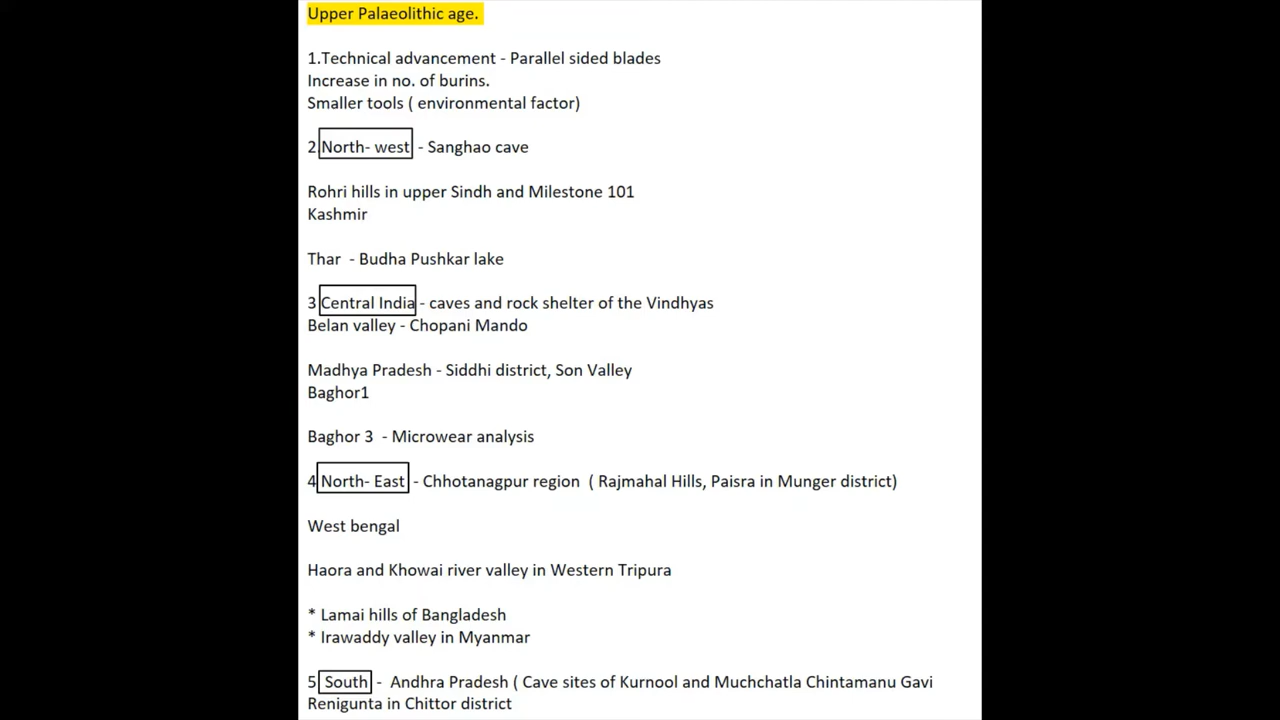 Upper Palaeolithic age.
1.Technical advancement - Parallel sided blades
Increase in no. of burins.
Smaller tools ( environmental factor)
2.North- west - Sanghao cave
Rohri hills in upper Sindh and Milestone 101
Kashmir
Thar - Budha Pushkar lake
3 Central India - caves and rock shelter of the Vindhyas
Belan valley - Chopani Mando
Madhya Pradesh - Siddhi district, Son Valley
Baghor1
Baghor 3 - Microwear analysis
4 North- East - Chhotanagpur region ( Rajmahal Hills, Paisra in Munger district)
West bengal
Haora and Khowai river valley in Western Tripura
* Lamai hills of Bangladesh
* Irawaddy valley in Myanmar
5 South - Andhra Pradesh ( Cave sites of Kurnool and Muchchatla Chintamanu Gavi
Renigunta in Chittor district